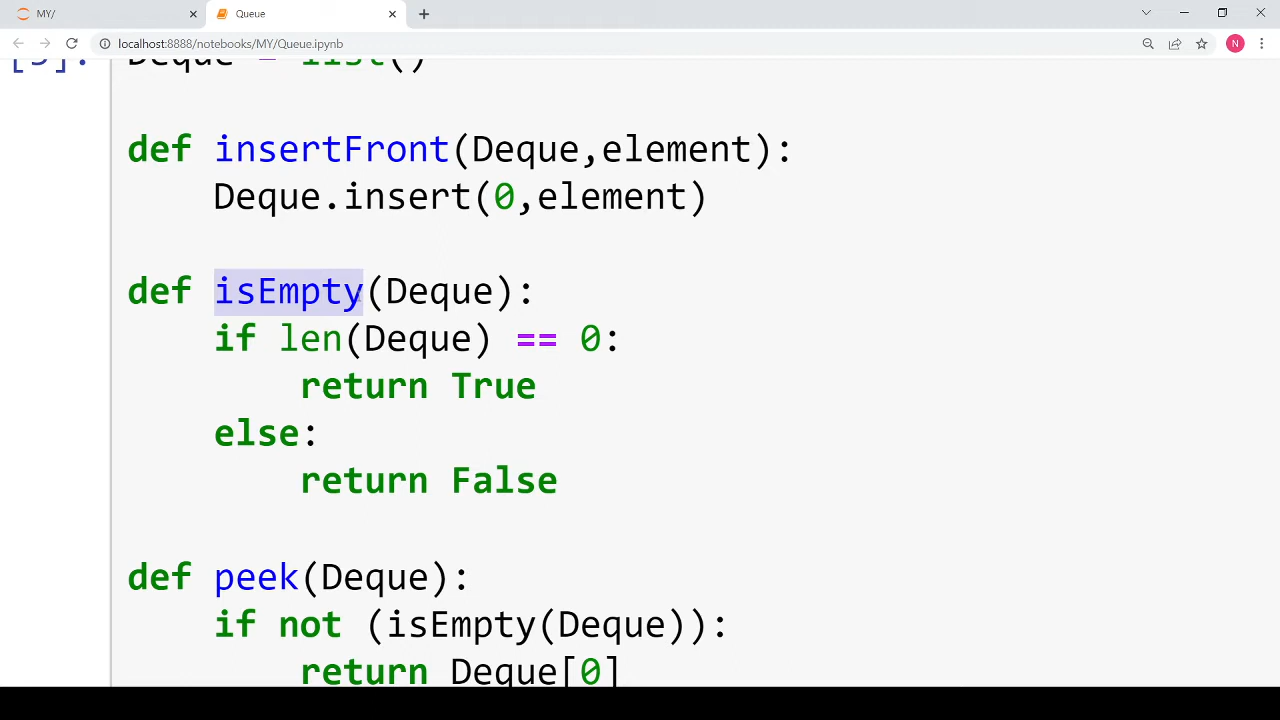 MY/
Queue
localhost:8888/notebooks/MY/Queue.ipynb
N
Deque = list()
def insertFront(Deque,element):
Deque.insert(0,element)
def isEmpty(Deque):
if len(Deque) == 0:
return True
else:
return False
def peek(Deque):
if not (isEmpty(Deque)):
return Deque[0]